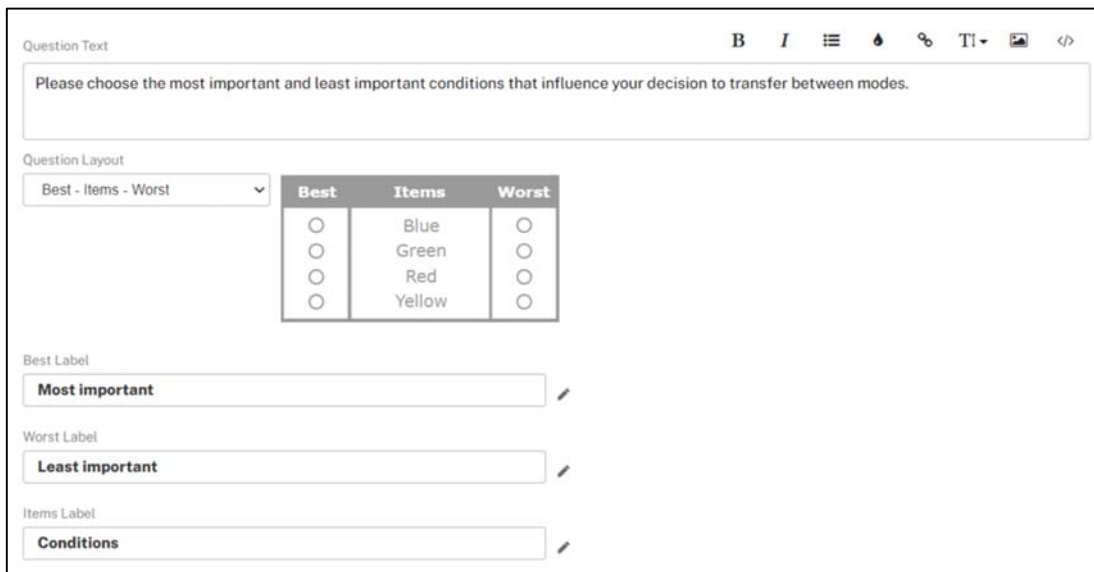 Question Text
B I T! </>
Please choose the most important and least important conditions that influence your decision to transfer between modes.
Question Layout
Best - Items - Worst
Best Items Worst
Blue
Green
Red
Yellow
Best Label
Most important
Worst Label
Least important
Items Label
Conditions